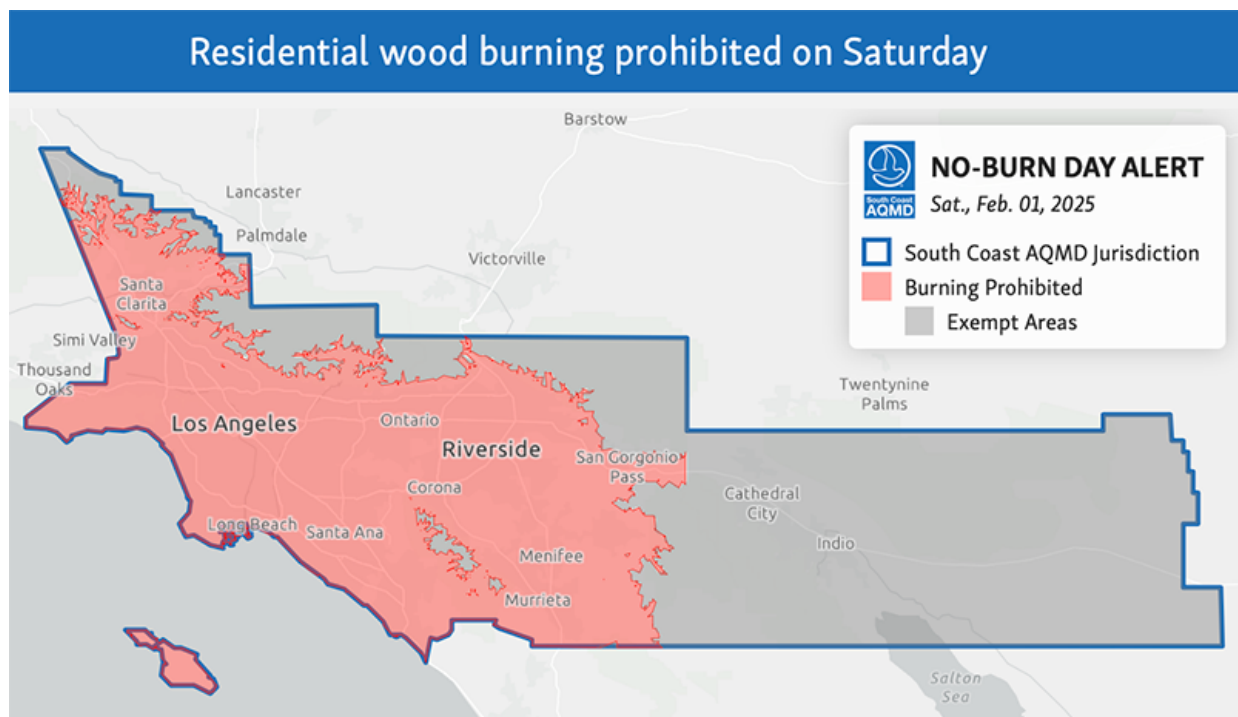 Residential wood burning prohibited on Saturday
Barstow
Lancaster
Palmdale
Victorville
Santa
Clarita
Simi Valley
Thousand
Oaks
Los Angeles
Ontario
Riverside
San Gorgonio
Pass
Corona
Long Beach
Santa Ana
Menifee
Murrieta
Cathedral
City
Indio
Twentynine
Palms
Salton
Sea
South Coast
AQMD
NO-BURN DAY ALERT
Sat., Feb. 01, 2025
South Coast AQMD Jurisdiction
Burning Prohibited
Exempt Areas